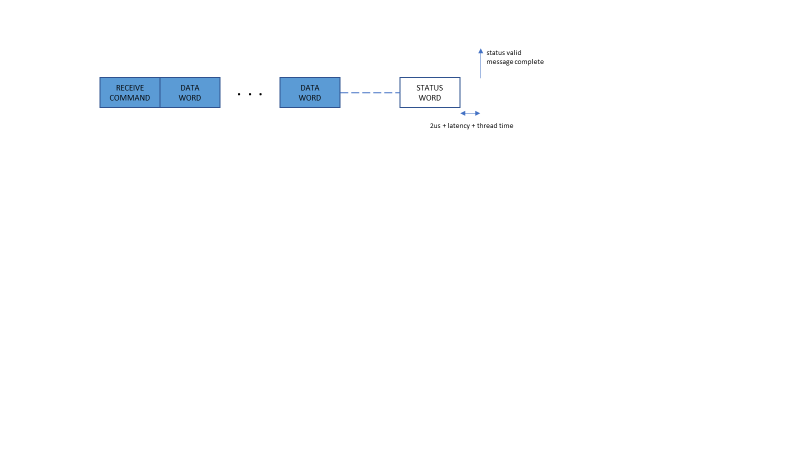 status valid
message complete
RECEIVE
COMMAND
DATA
WORD
. . .
DATA
WORD
STATUS
WORD
2us + latency + thread time